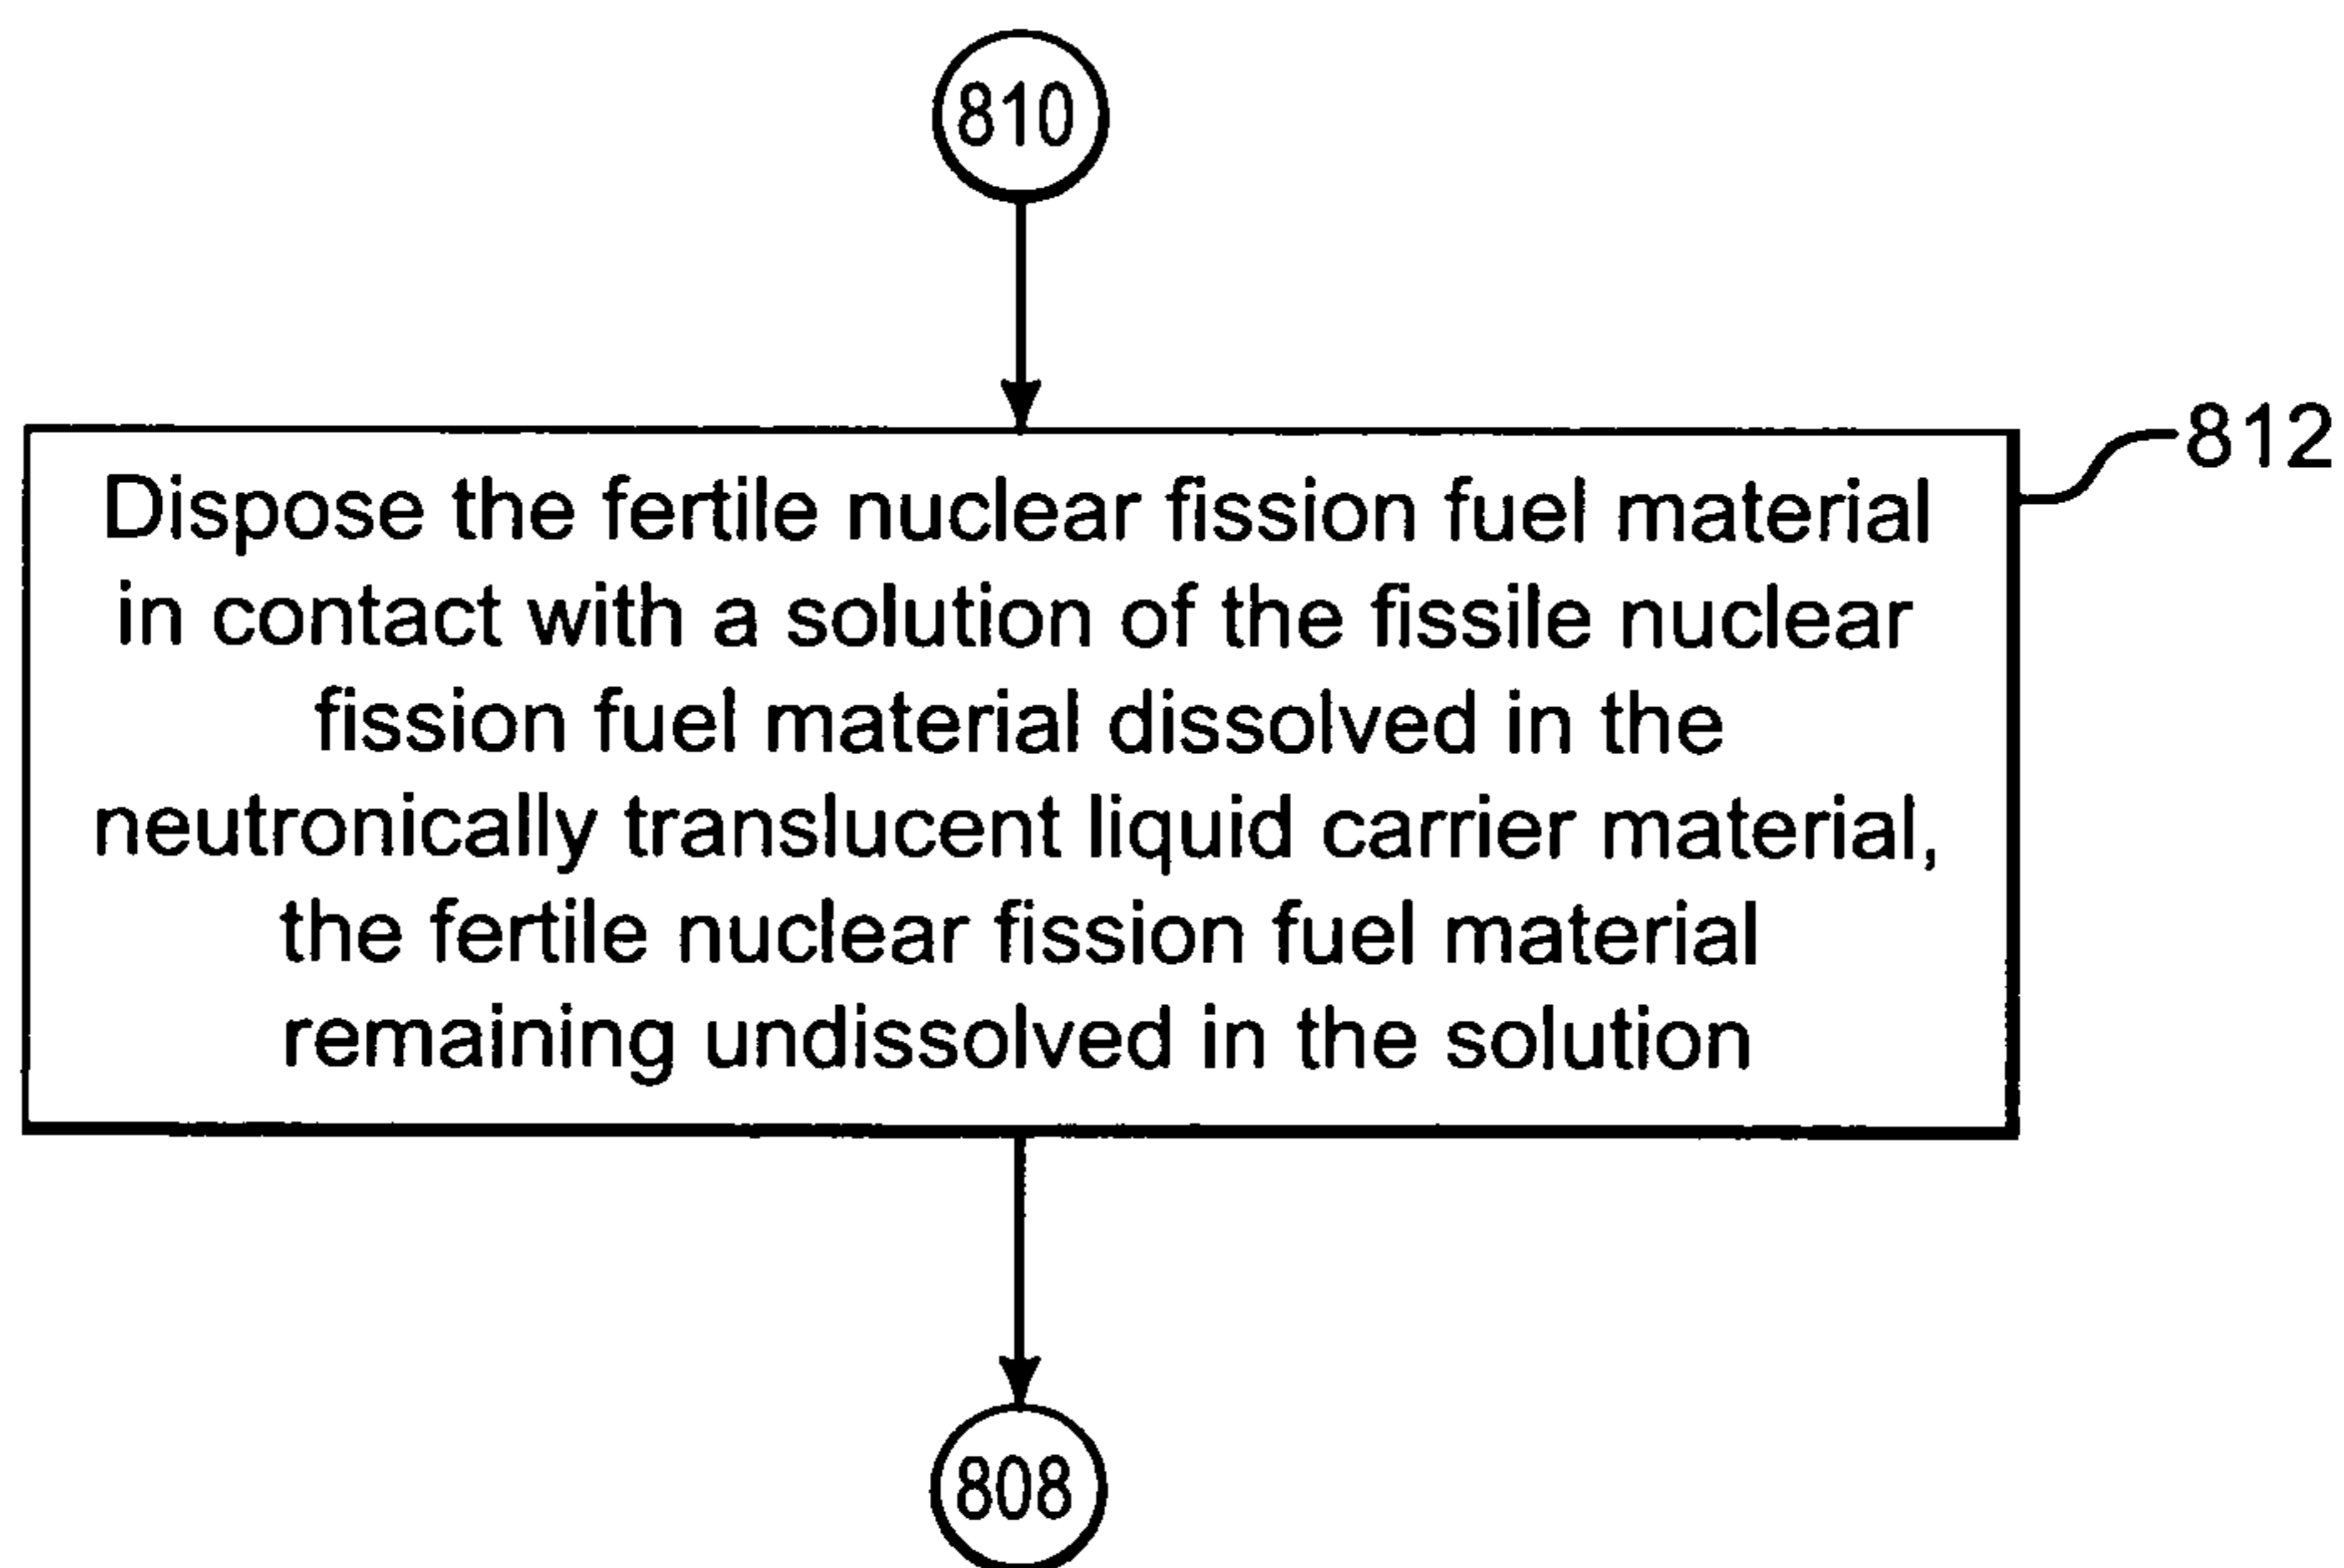 810
812
Dispose the fertile nuclear fission fuel material
in contact with a solution of the fissile nuclear
fission fuel material dissolved in the
neutronically translucent liquid carrier material,
the fertile nuclear fission fuel material
remaining undissolved in the solution
808